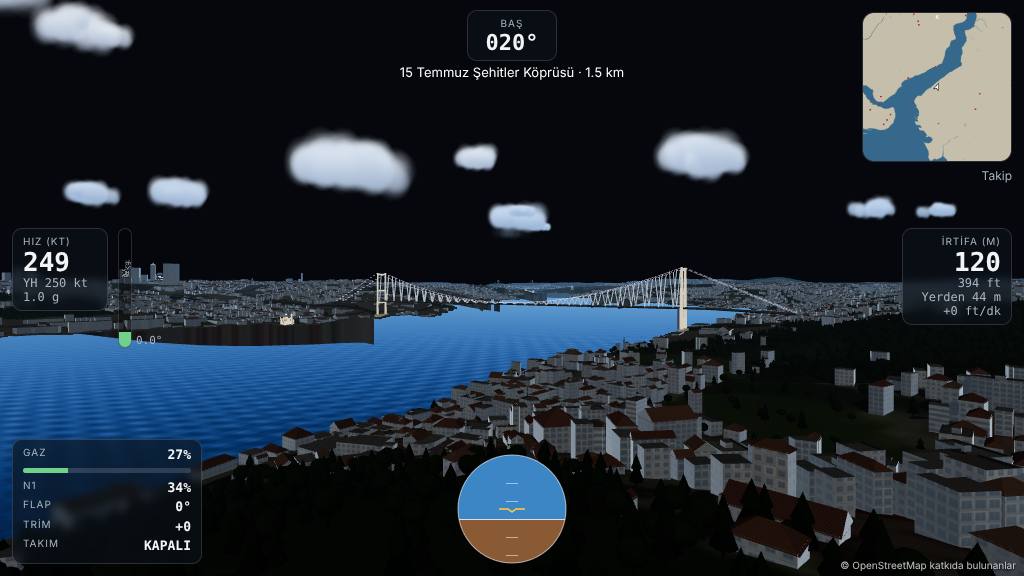 BAŞ
020°
15 Temmuz Şehitler Köprüsü · 1.5 km
Takip
HIZ (KT)
249
YH 250 kt
1.0 g
0.0°
İRTİFA (M)
120
394 ft
Yerden 44 m
+0 ft/dk
GAZ 27%
N1 34%
FLAP 0°
TRİM +0
TAKIM KAPALI
© OpenStreetMap katkıda bulunanlar